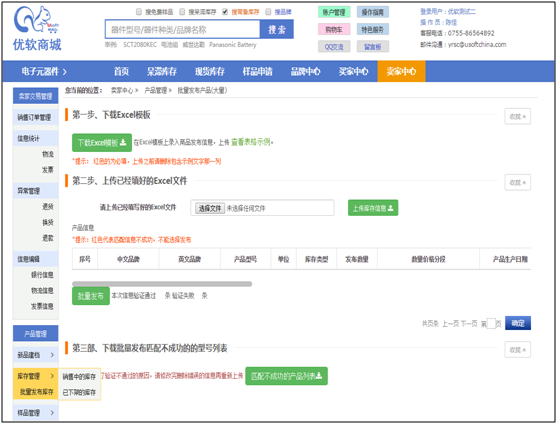 搜免费样品 搜呆滞库存 搜现货库存 搜品牌
器件型号/器件种类/品牌名称
搜 索
SCT2080KEC 电池组 威世达勒 Panasonic Battery
优软商城
账户管理 操作指南
购物车 特色服务
QQ交流 留言板
登录用户：优软测试二
操 作 员：陈佳
客服电话：0755-86564892
邮件沟通：yrsc@usoftchina.com
电子元器件 首页 呆滞库存 现货库存 样品申请 品牌中心 买家中心 卖家中心
卖家交易管理
销售订单管理
信息统计
物流
发票
异常管理
退货
换货
退款
信息编辑
银行信息
物流信息
发票信息
产品管理
新品建档
库存管理
批量发布库存
销售中的库存
已下架的库存
样品管理
您当前的位置： 卖家中心 > 产品管理 > 批量发布产品(大量)
第一步、下载Excel模板
收藏
下载Excel模板 在Excel模板上录入商品发布信息，上传 查看表格示例。
*提示：红色的为必填，上传之前请删除包含示例文字那一列
第二步、上传已经填好的Excel文件
收藏
请上传已经填写好的Excel文件 选择文件 未选择任何文件 上传库存信息
产品信息
*提示：红色代表匹配信息不成功，不能选择发布
序号 中文品牌 英文品牌 产品型号 单位 库存类型 发布数量 数量价格分段 产品生产日期
批量发布 本次信息验证通过 条 验证失败 条
共页条 上一页 下一页 第 页 确定
第三部、下载批量发布匹配不成功的的型号列表
收藏
了验证不通过的原因，请修改完删除错误的信息再重新上传 匹配不成功的产品列表